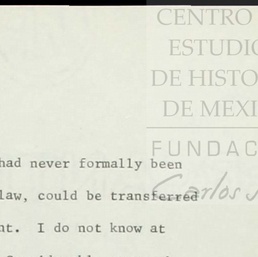 CENTRO
ESTUDIO
DE HISTO
DE MEXI
FUNDAC
Carlos
had never formally been
law, could be transferred
nt. I do not know at